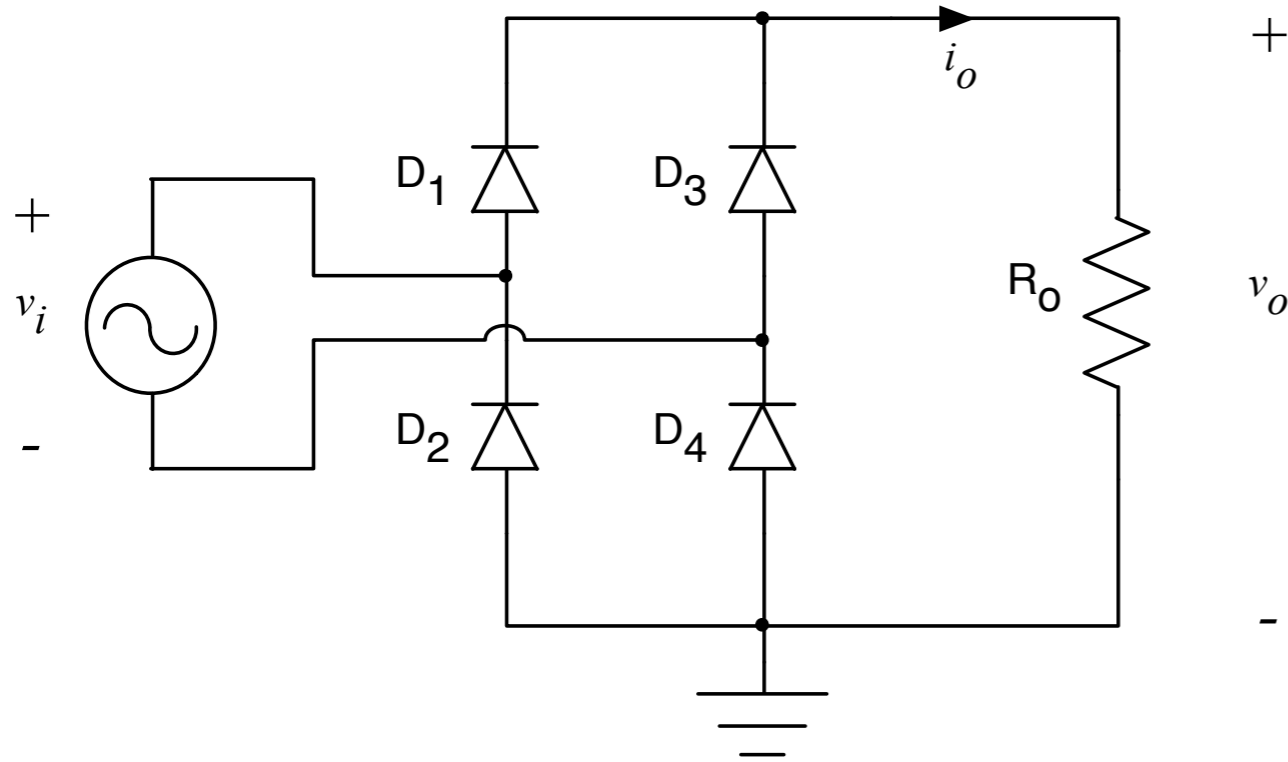 +
i_o
D_1
D_3
+
v_i
R_o
v_o
D_2
D_4
-
-